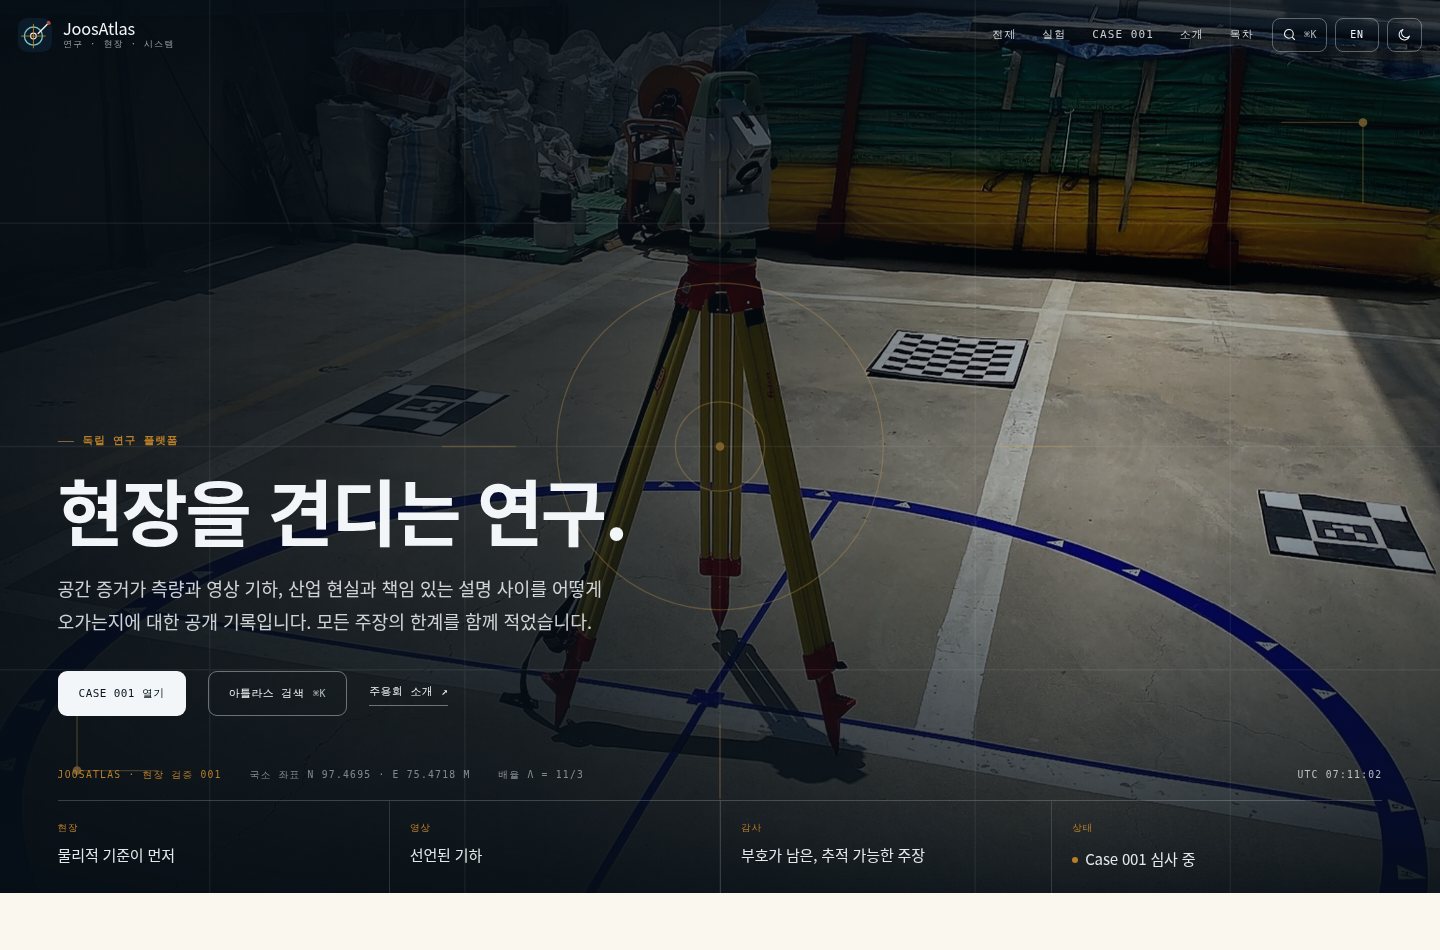 JoosAtlas
연구 · 현장 · 시스템
전제 실험 CASE 001 소개 목차 ⌘K EN
독립 연구 플랫폼
현장을 견디는 연구.
공간 증거가 측량과 영상 기하, 산업 현실과 책임 있는 설명 사이를 어떻게
오가는지에 대한 공개 기록입니다. 모든 주장의 한계를 함께 적었습니다.
CASE 001 열기 아틀라스 검색 ⌘K 주용회 소개 ↗
JOOSATLAS · 현장 검증 001 국소 좌표 N 97.4695 · E 75.4718 M 배율 Λ = 11/3 UTC 07:11:02
현장 영상 감사 상태
물리적 기준이 먼저 선언된 기하 부호가 남은, 추적 가능한 주장 Case 001 심사 중